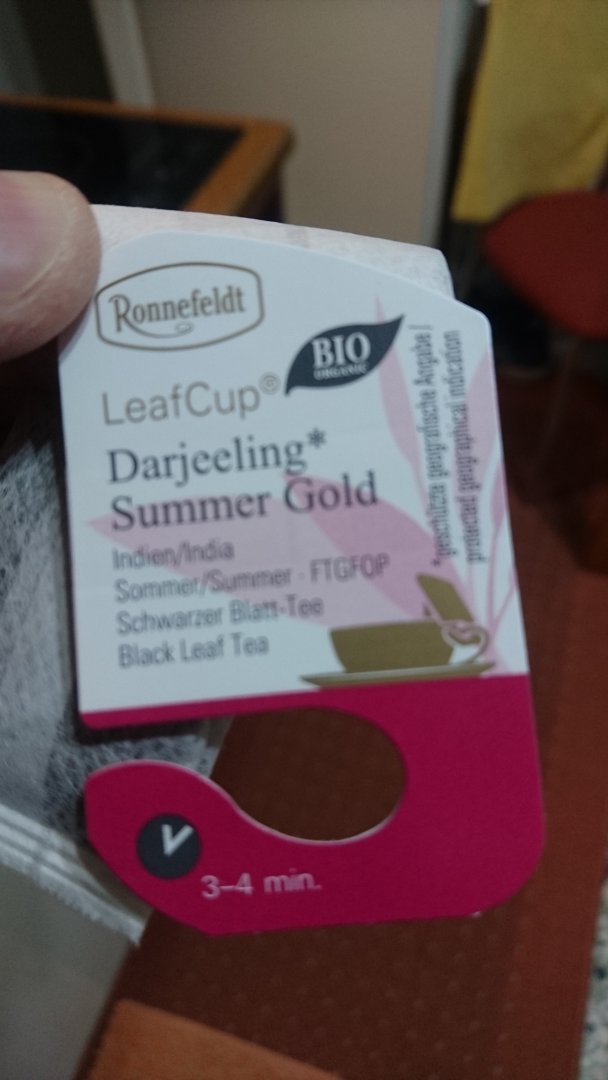 Ronnefeldt
BIO
ORGANIC
LeafCup®
Darjeeling*
Summer Gold
Indien/India
Sommer/Summer · FTGFOP
Schwarzer Blatt-Tee
Black Leaf Tea
*geschützte geografische Angabe |
protected geographical indication
3–4 min.